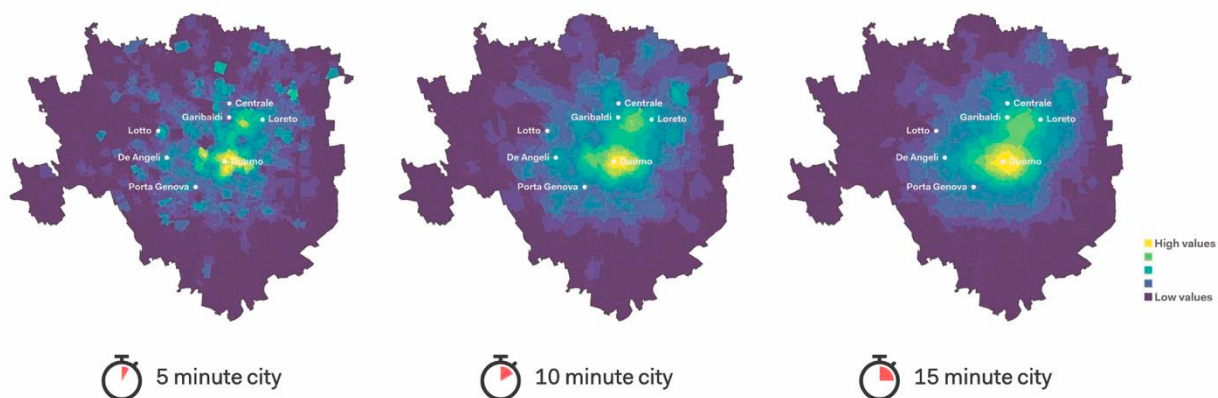 Centrale
Garibaldi
Loreto
Lotto
De Angeli
Duomo
Porta Genova
Centrale
Garibaldi
Loreto
Lotto
De Angeli
Duomo
Porta Genova
Centrale
Garibaldi
Loreto
Lotto
De Angeli
Duomo
Porta Genova
High values
Low values
5 minute city
10 minute city
15 minute city